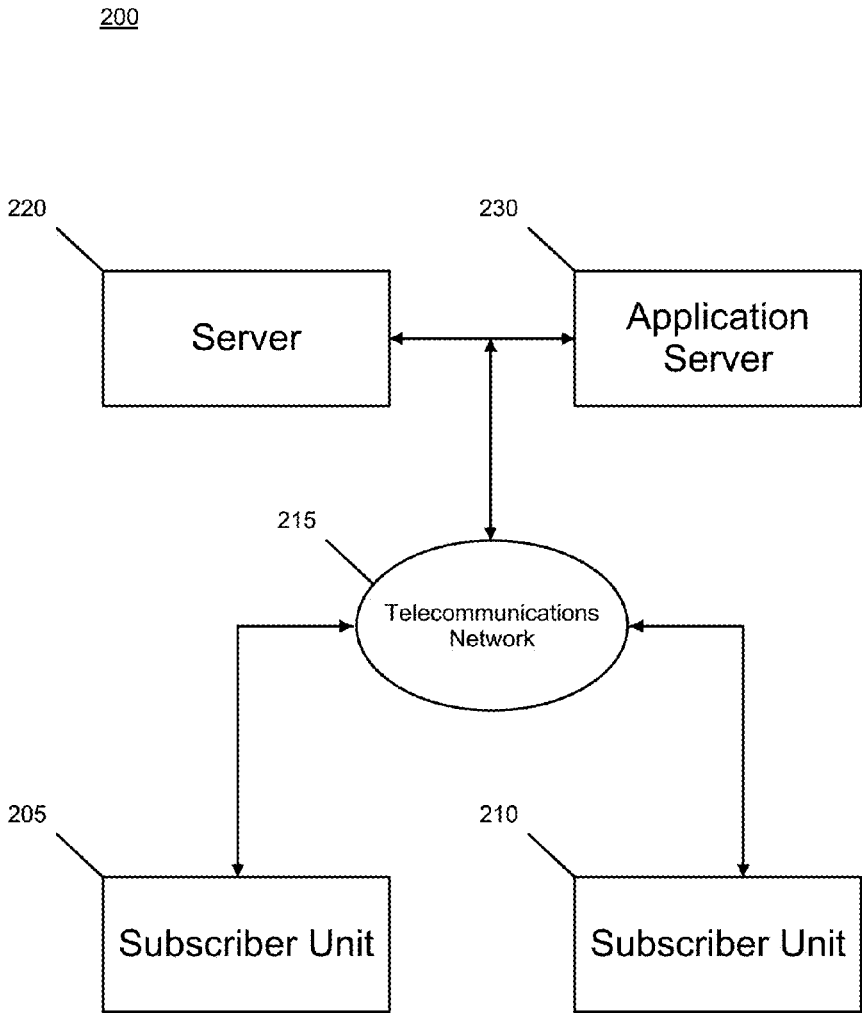 200
220
230
Server
Application
Server
215
Telecommunications
Network
205
210
Subscriber Unit
Subscriber Unit